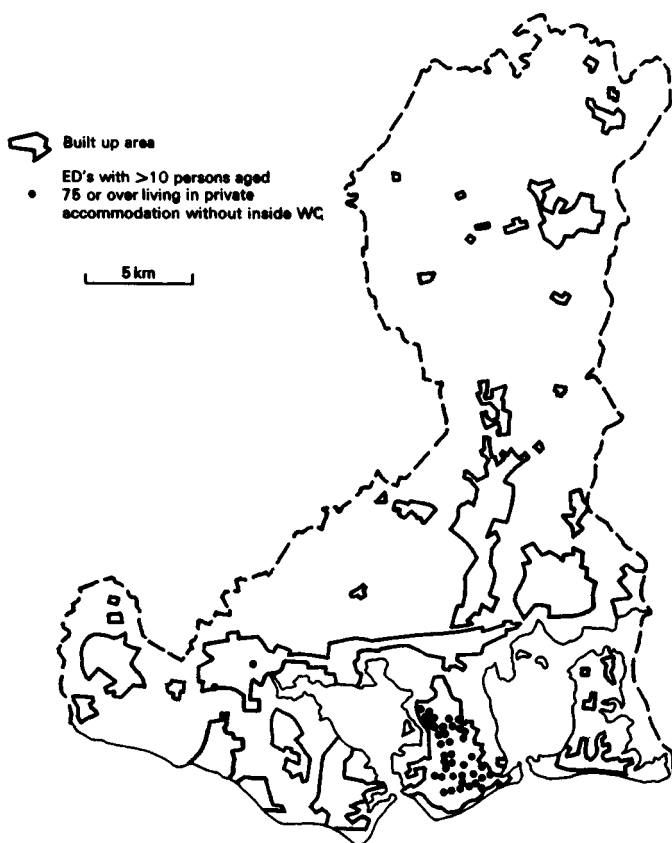 Built up area
ED's with >10 persons aged
75 or over living in private
accommodation without inside WC
5 km